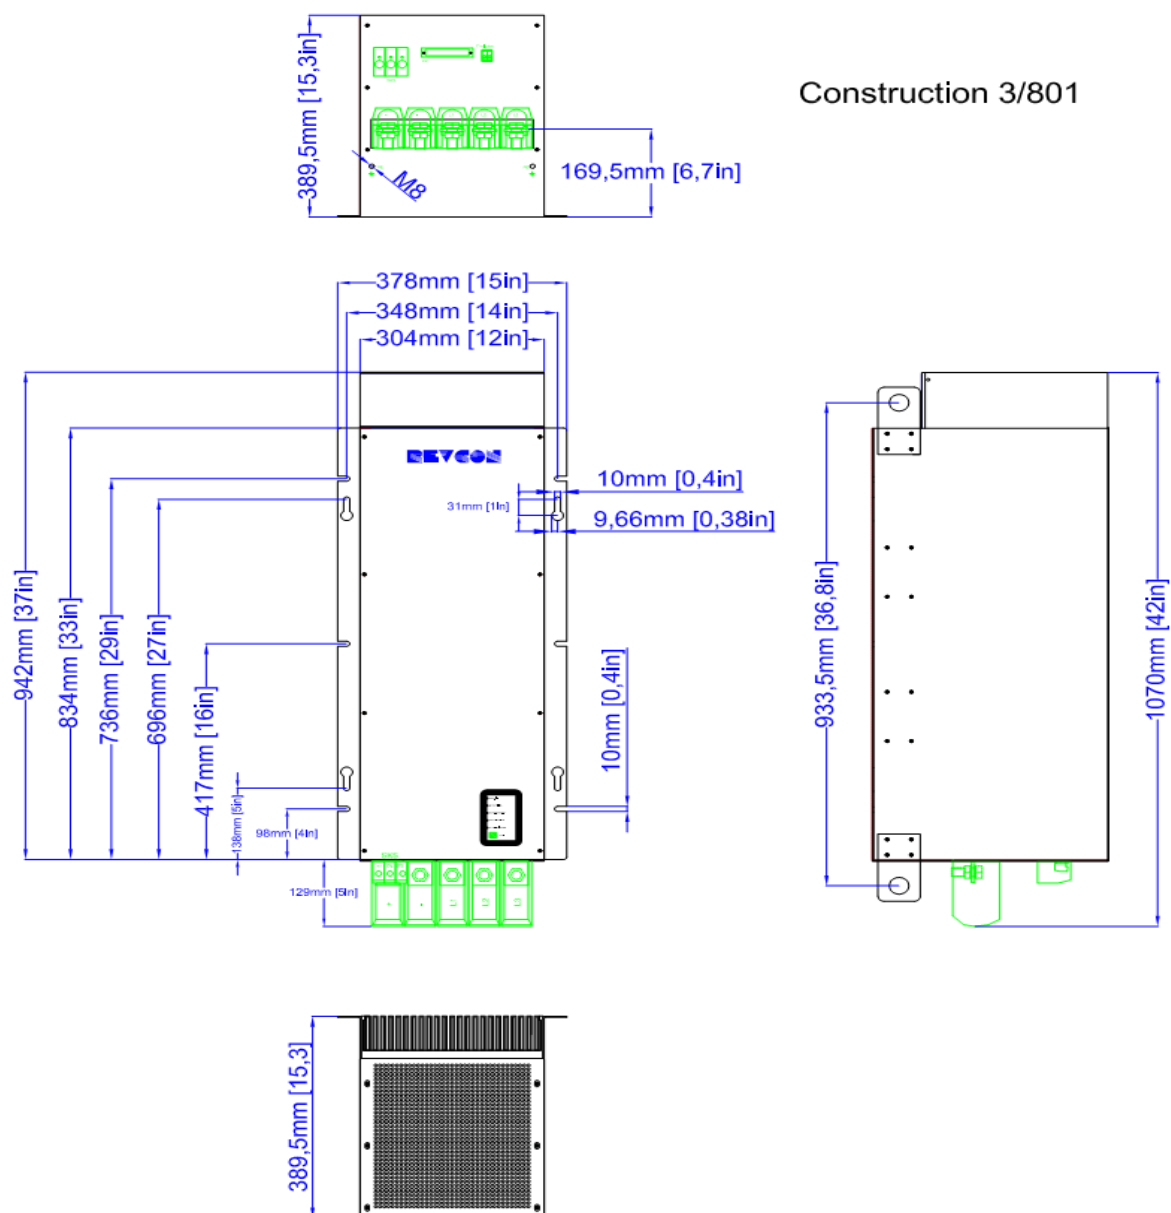 Construction 3/801
389,5mm [15,3in]
M8
169,5mm [6,7in]
378mm [15in]
348mm [14in]
304mm [12in]
REVCON
10mm [0,4in]
31mm [1in]
9,66mm [0,38in]
942mm [37in]
834mm [33in]
736mm [29in]
696mm [27in]
417mm [16in]
138mm [5in]
98mm [4in]
129mm [5in]
10mm [0,4in]
933,5mm [36,8in]
1070mm [42in]
L1
L2
L3
389,5mm [15,3]